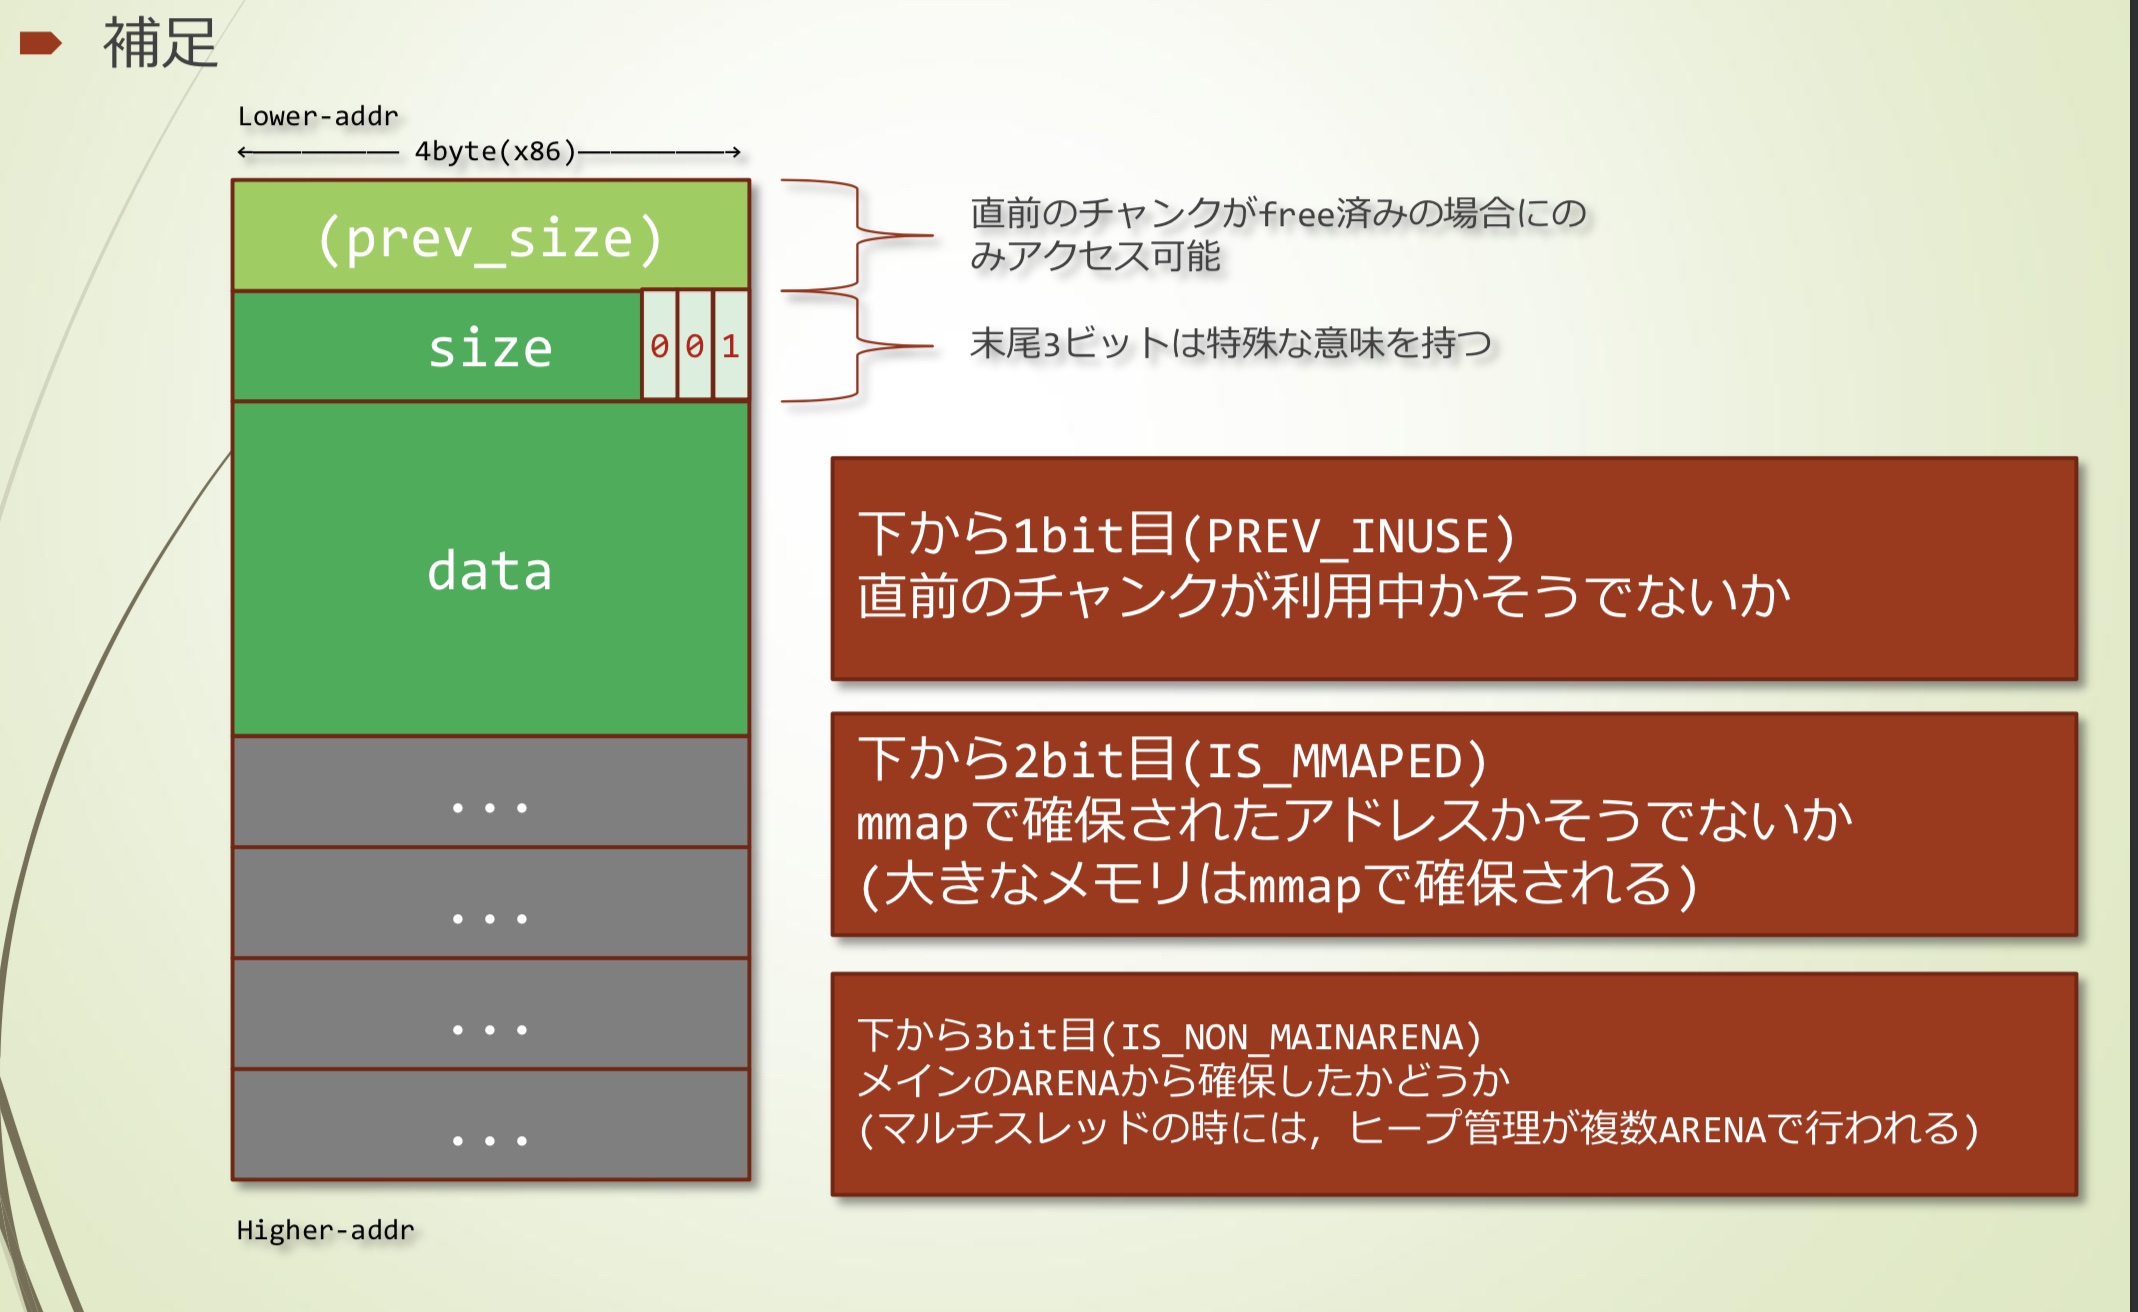 補足
Lower-addr
4byte(x86)
(prev_size)
直前のチャンクがfree済みの場合にの
みアクセス可能
size
0 0 1
末尾3ビットは特殊な意味を持つ
data
下から1bit目(PREV_INUSE)
直前のチャンクが利用中かそうでないか
下から2bit目(IS_MMAPED)
mmapで確保されたアドレスかそうでないか
(大きなメモリはmmapで確保される)
...
...
...
...
下から3bit目(IS_NON_MAINARENA)
メインのARENAから確保したかどうか
(マルチスレッドの時には, ヒープ管理が複数ARENAで行われる)
Higher-addr